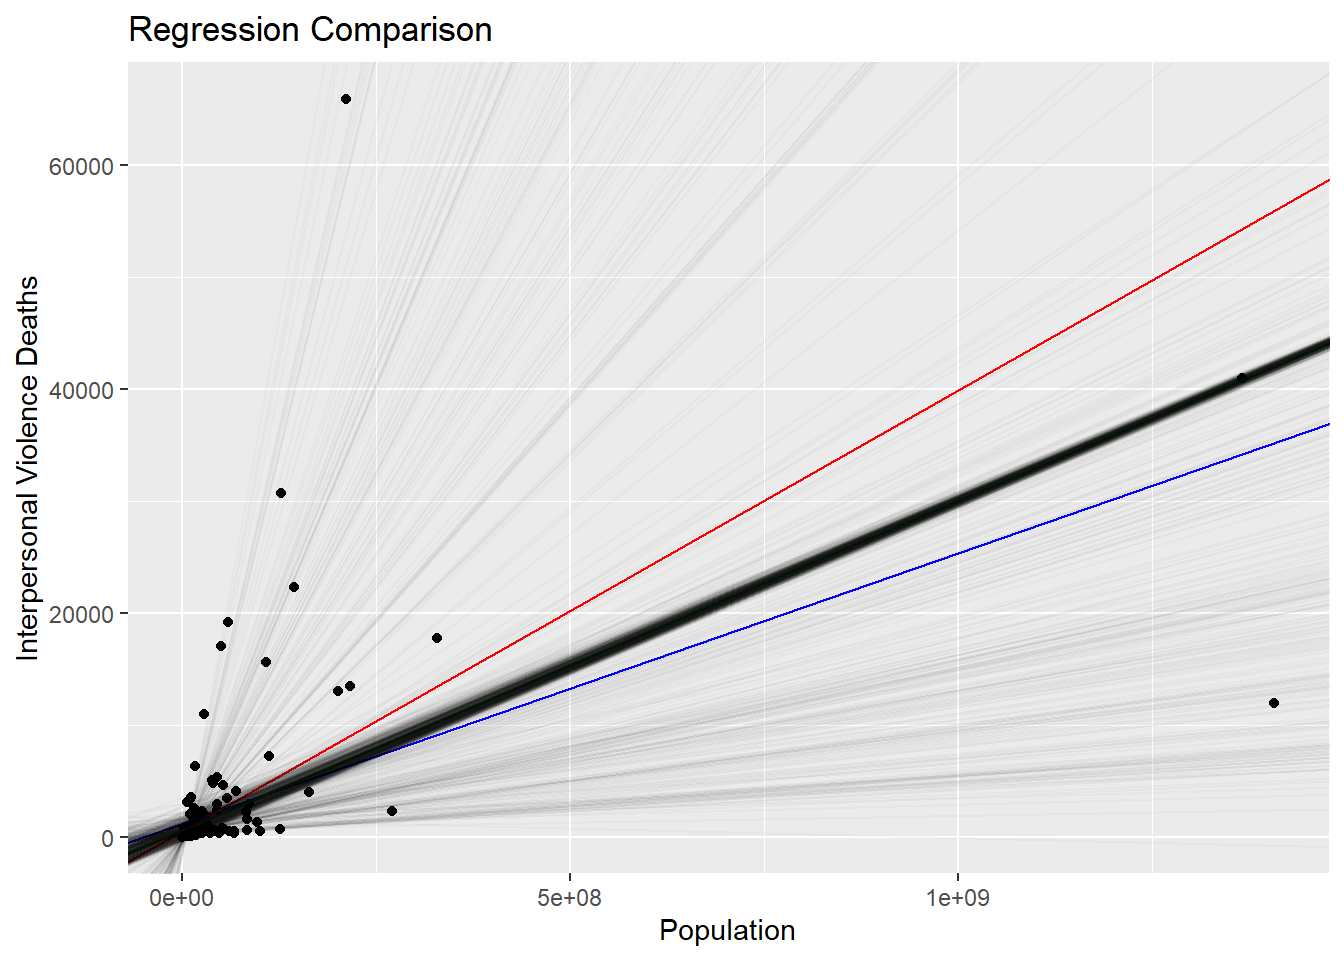 Regression Comparison
Interpersonal Violence Deaths
60000
40000
20000
0
0e+00
5e+08
1e+09
Population